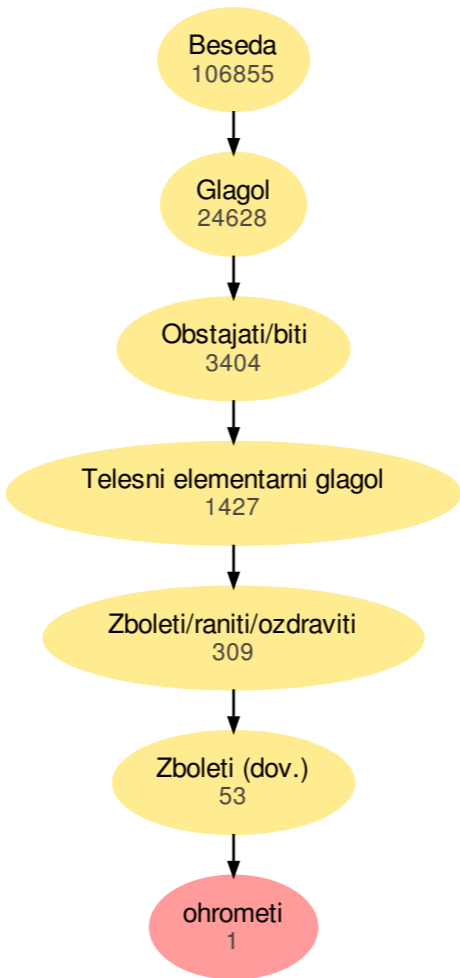 Beseda
106855
Glagol
24628
Obstajati/biti
3404
Telesni elementarni glagol
1427
Zboleti/raniti/ozdraviti
309
Zboleti (dov.)
53
ohrometi
1